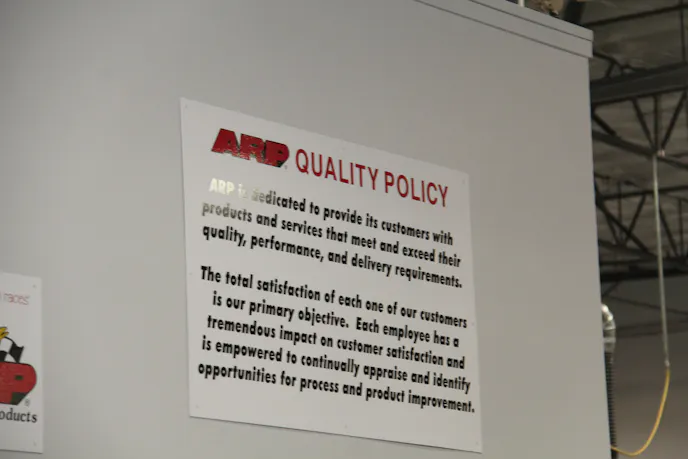 ARP QUALITY POLICY
ARP is dedicated to provide its customers with
products and services that meet and exceed their
quality, performance, and delivery requirements.
The total satisfaction of each one of our customers
is our primary objective. Each employee has a
tremendous impact on customer satisfaction and
is empowered to continually appraise and identify
opportunities for process and product improvement.